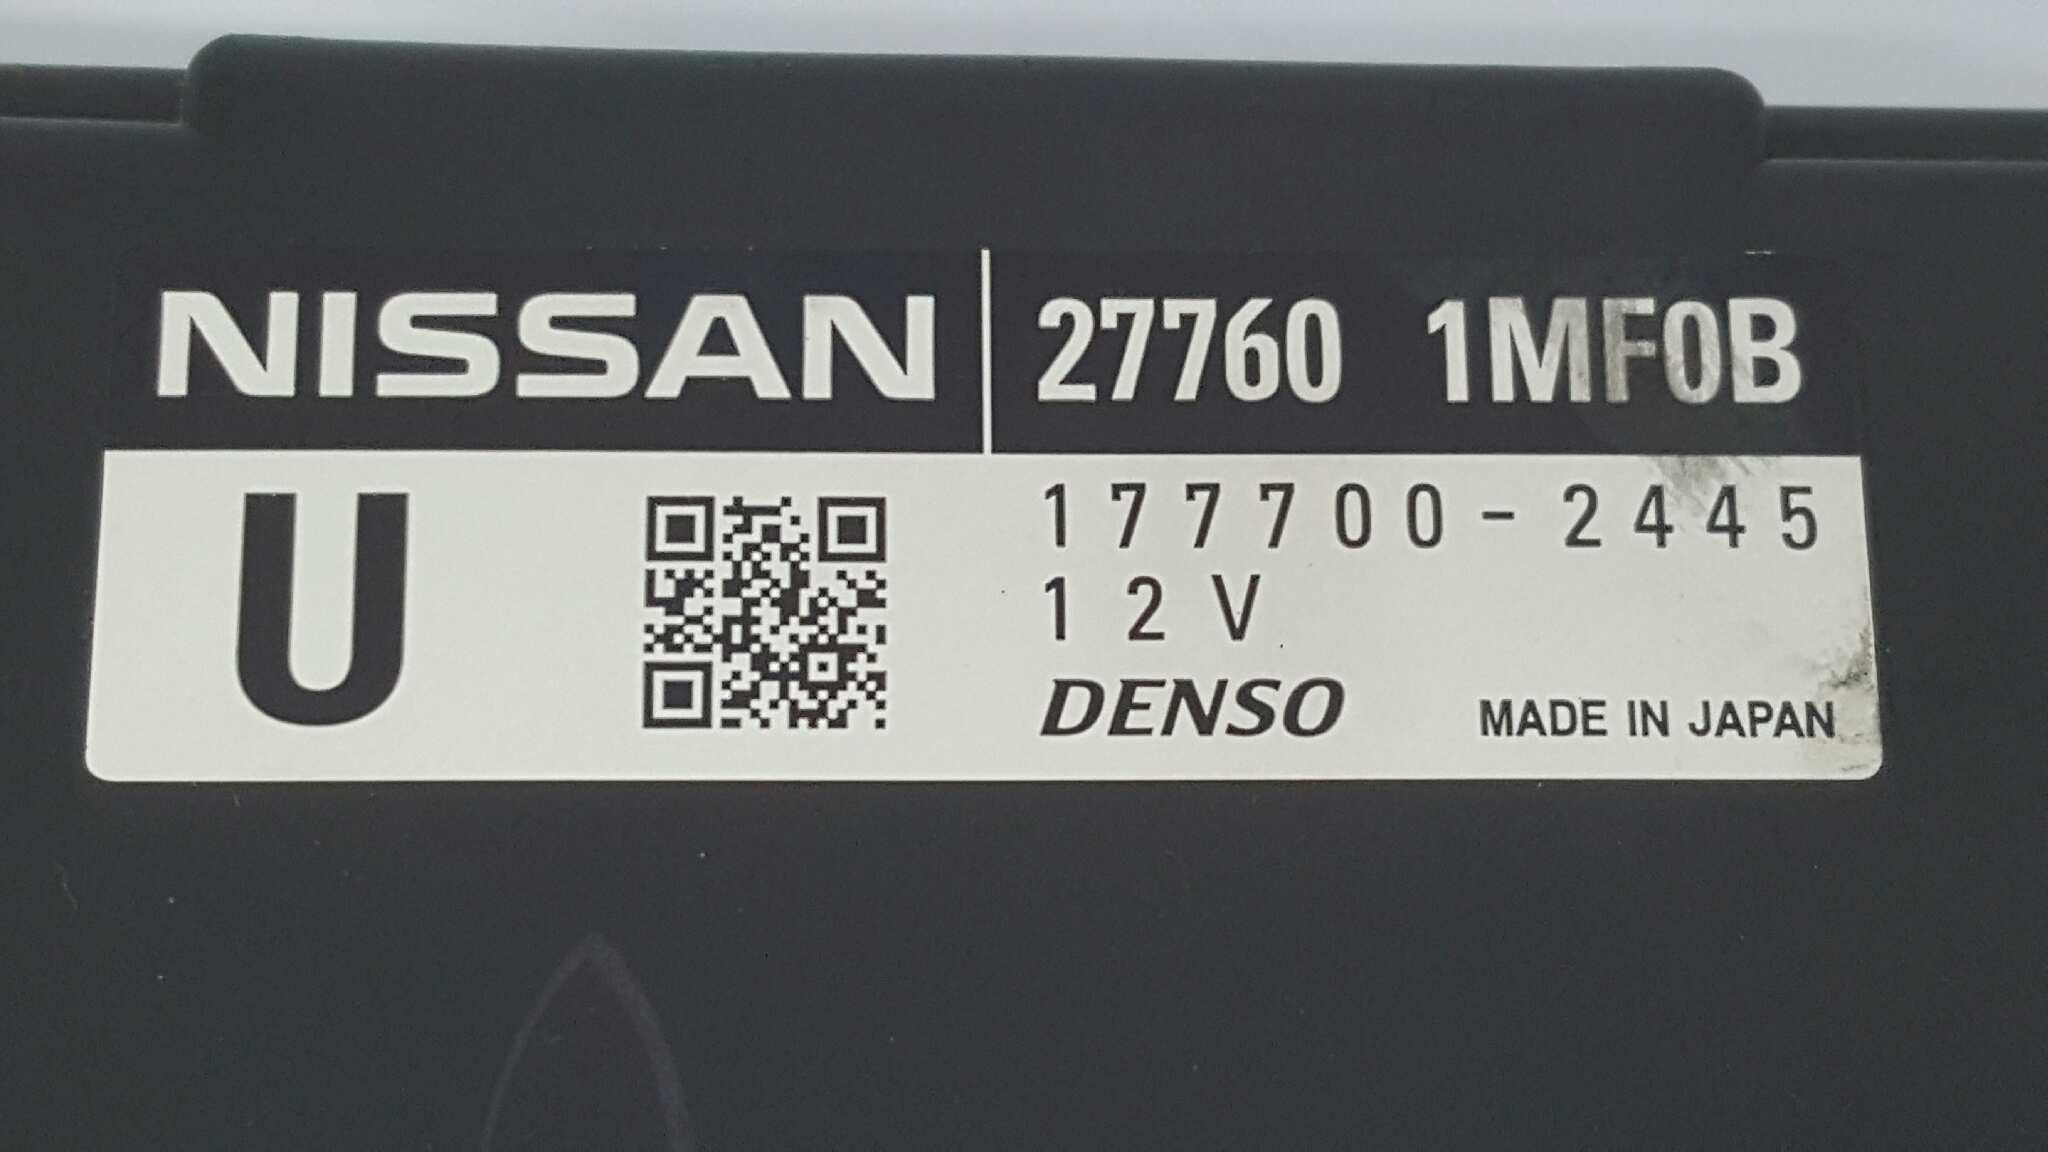 NISSAN 27760 1MF0B
U
177700-2445
12V
DENSO MADE IN JAPAN